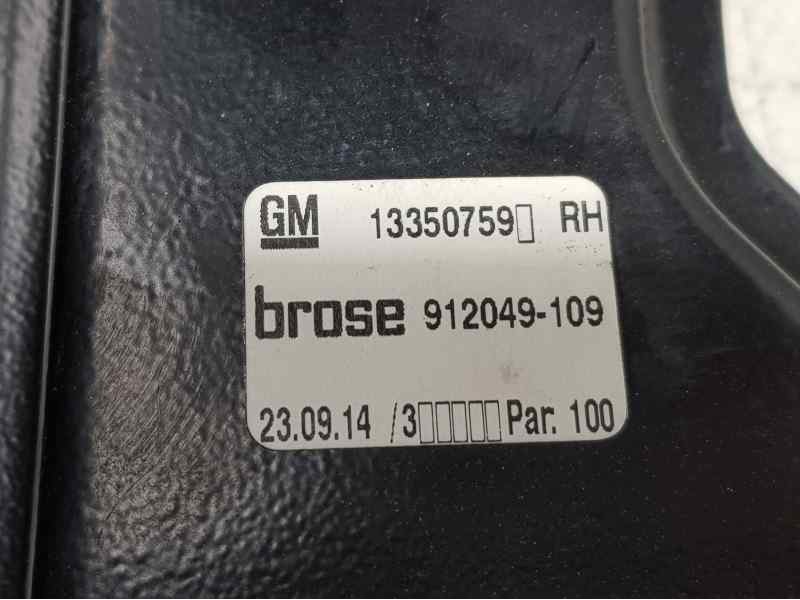 GM 13350759▯ RH
brose 912049-109
23.09.14 /3▯▯▯▯▯ Par. 100